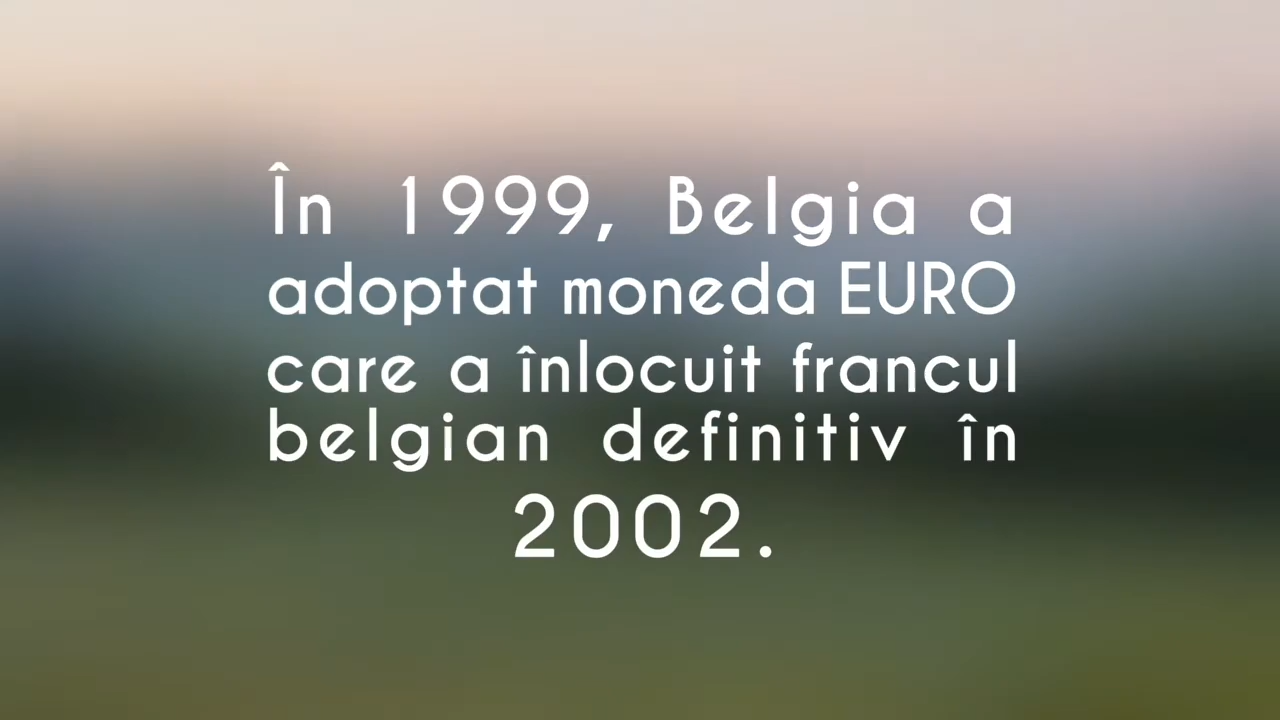 În 1999, Belgia a
adoptat moneda EURO
care a înlocuit francul
belgian definitiv în
2002.